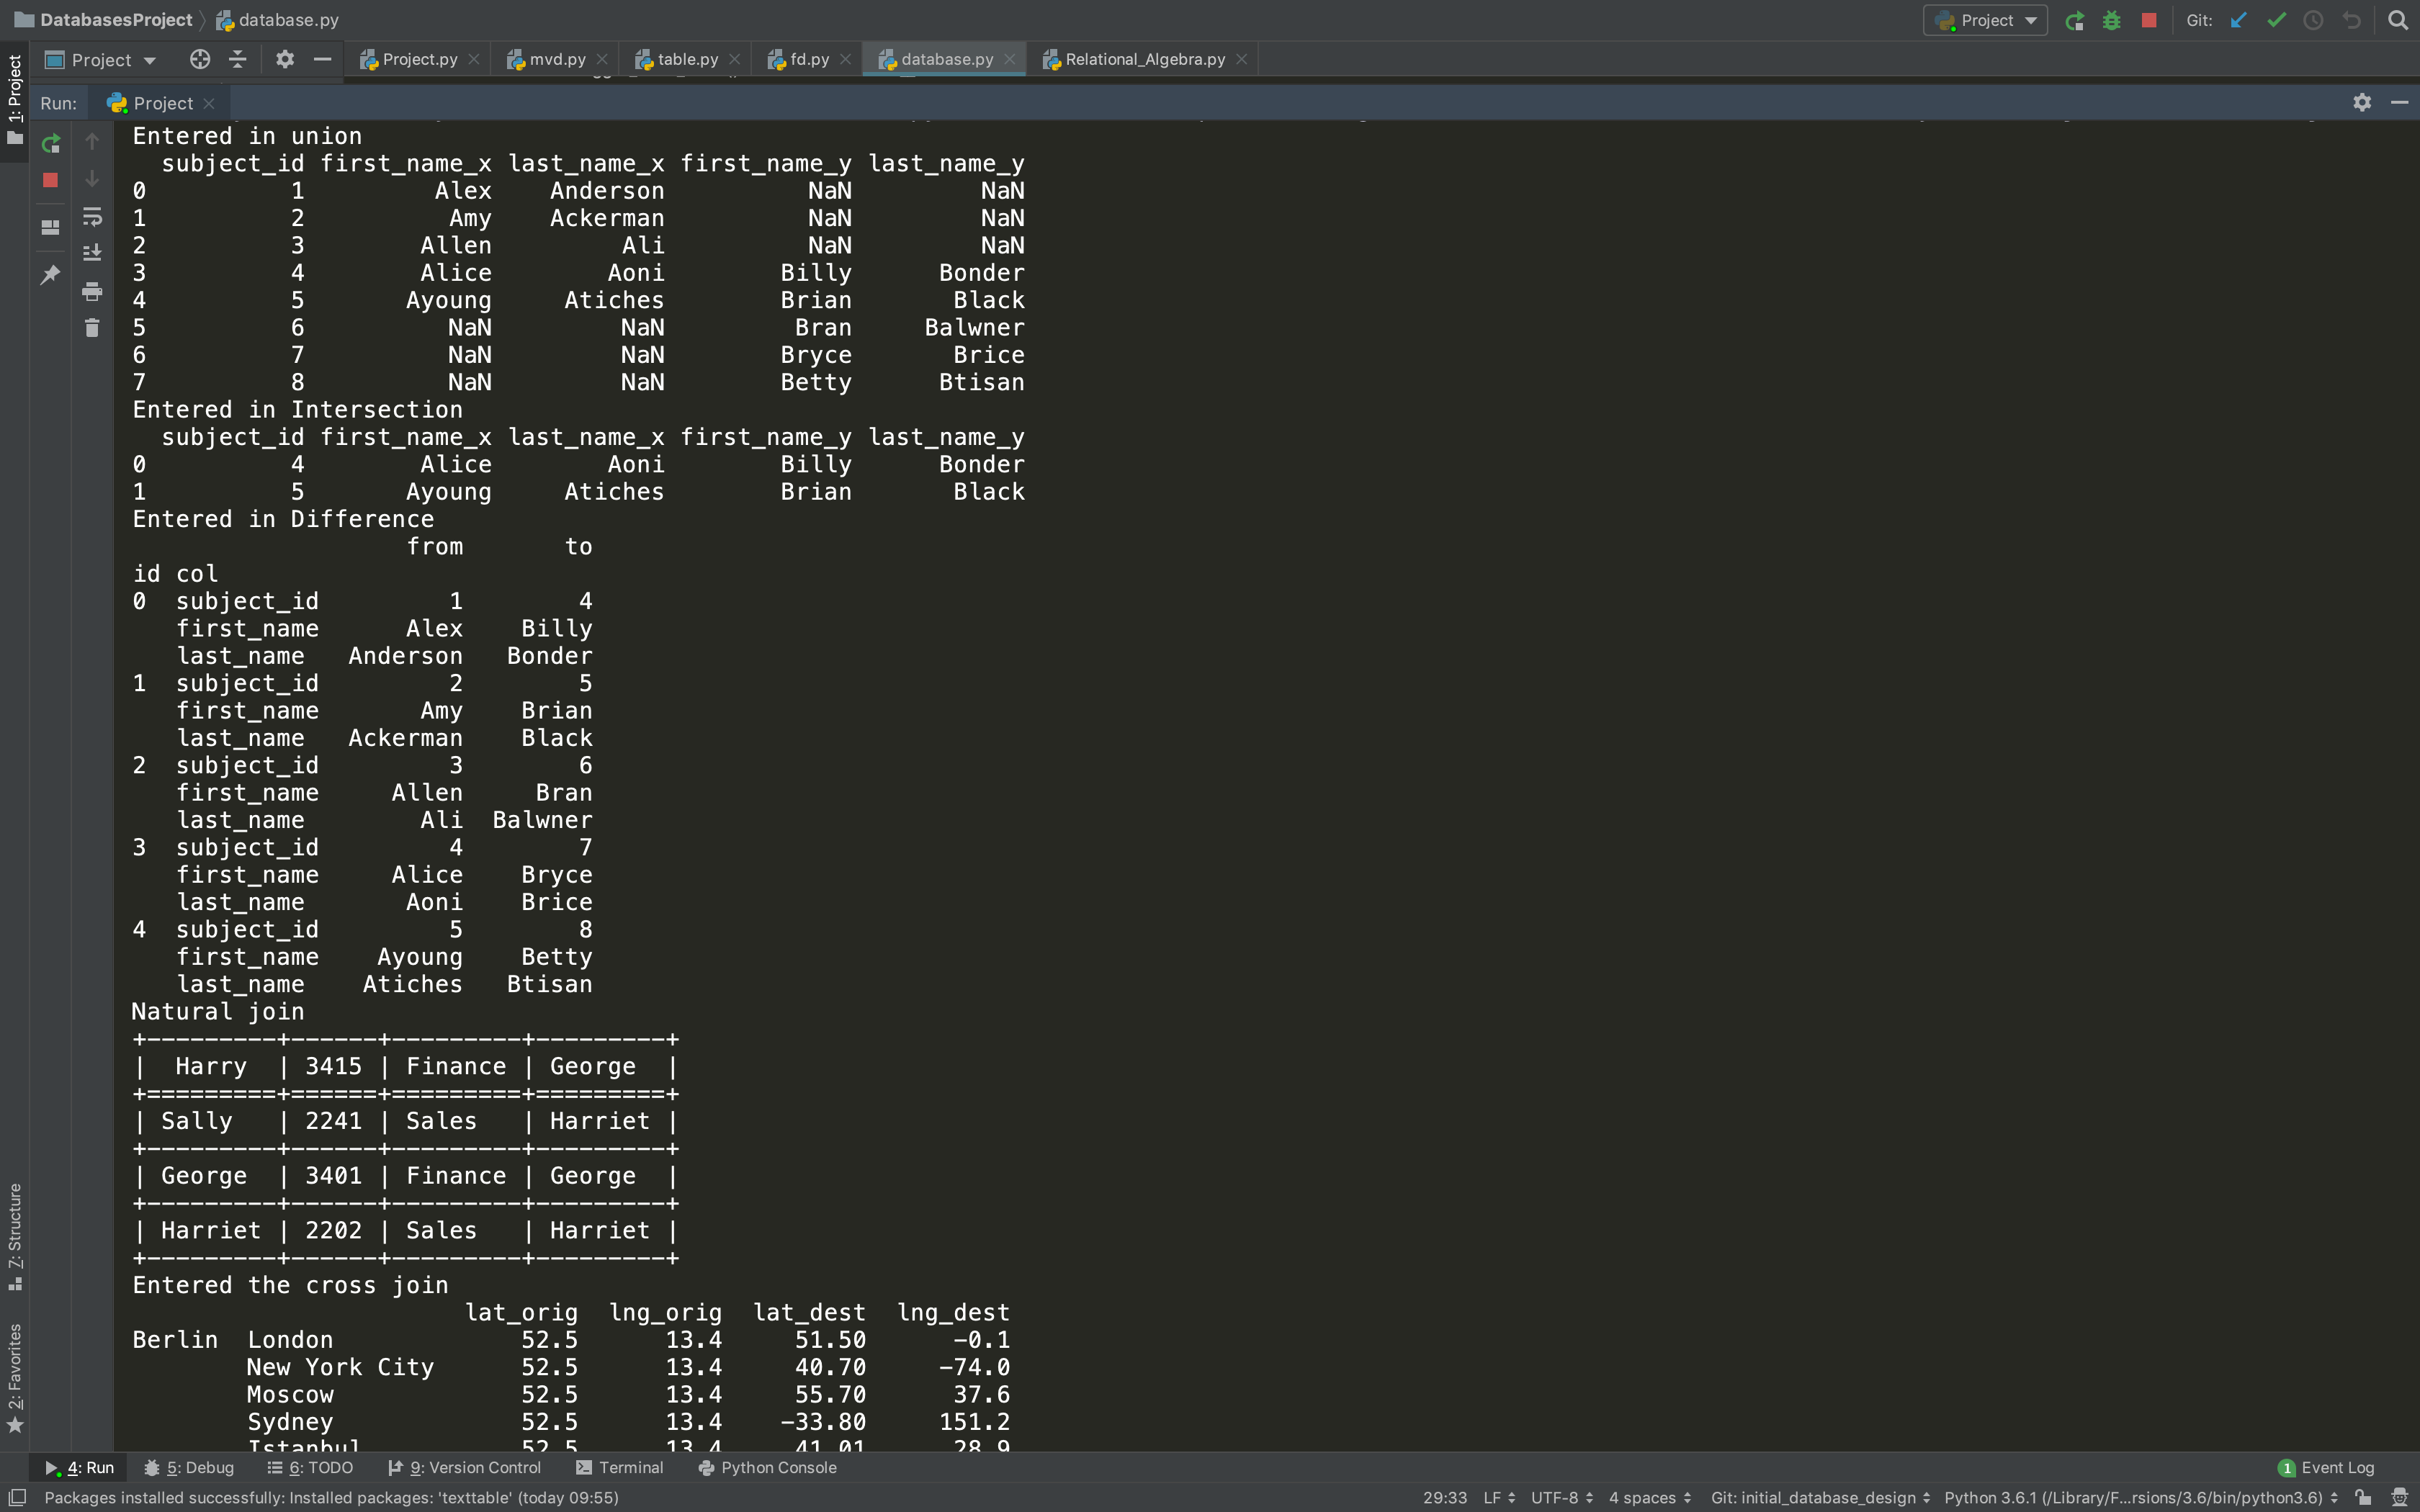 DatabasesProject database.py Project Git:
1: Project Project Project.py mvd.py table.py fd.py database.py Relational_Algebra.py
Run: Project
Entered in union
  subject_id first_name_x last_name_x first_name_y last_name_y
0          1         Alex    Anderson          NaN         NaN
1          2          Amy    Ackerman          NaN         NaN
2          3        Allen         Ali          NaN         NaN
3          4        Alice        Aoni        Billy      Bonder
4          5       Ayoung     Atiches        Brian       Black
5          6          NaN         NaN         Bran     Balwner
6          7          NaN         NaN        Bryce       Brice
7          8          NaN         NaN        Betty      Btisan
Entered in Intersection
  subject_id first_name_x last_name_x first_name_y last_name_y
0          4        Alice        Aoni        Billy      Bonder
1          5       Ayoung     Atiches        Brian       Black
Entered in Difference
                   from       to
id col
0  subject_id         1        4
   first_name      Alex    Billy
   last_name   Anderson   Bonder
1  subject_id         2        5
   first_name       Amy    Brian
   last_name   Ackerman    Black
2  subject_id         3        6
   first_name     Allen     Bran
   last_name        Ali  Balwner
3  subject_id         4        7
   first_name     Alice    Bryce
   last_name       Aoni    Brice
4  subject_id         5        8
   first_name    Ayoung    Betty
   last_name    Atiches   Btisan
Natural join
+---------+------+---------+---------+
|  Harry  | 3415 | Finance | George  |
+=========+======+=========+=========+
| Sally   | 2241 | Sales   | Harriet |
+---------+------+---------+---------+
| George  | 3401 | Finance | George  |
+---------+------+---------+---------+
| Harriet | 2202 | Sales   | Harriet |
+---------+------+---------+---------+
Entered the cross join
                       lat_orig  lng_orig  lat_dest  lng_dest
Berlin  London             52.5      13.4     51.50      -0.1
        New York City      52.5      13.4     40.70     -74.0
        Moscow             52.5      13.4     55.70      37.6
        Sydney             52.5      13.4    -33.80     151.2
        Istanbul           52.5      13.4     41.01      28.9
7: Structure
2: Favorites
4: Run 5: Debug 6: TODO 9: Version Control Terminal Python Console 1 Event Log
Packages installed successfully: Installed packages: 'texttable' (today 09:55) 29:33 LF UTF-8 4 spaces Git: initial_database_design Python 3.6.1 (/Library/F...rsions/3.6/bin/python3.6)